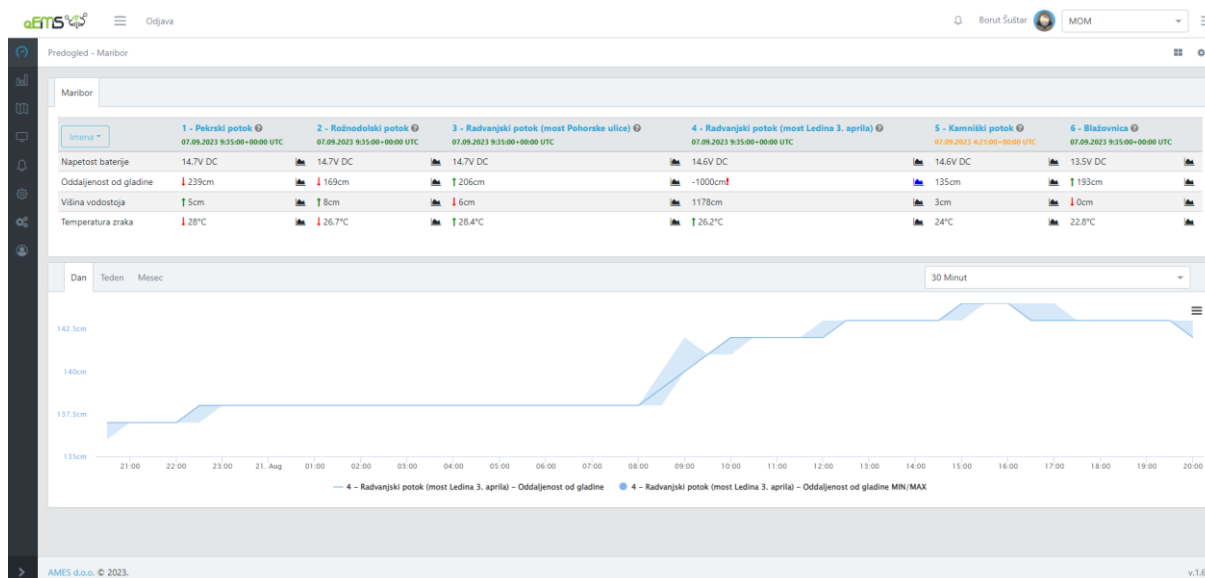 aEMS
Odjava
Borut Šuštar
MOM
Predogled - Maribor
Maribor
Imena
1 - Pekrski potok
07.09.2023 9:35:00+00:00 UTC
2 - Rožnodolski potok
07.09.2023 9:35:00+00:00 UTC
3 - Radvanjski potok (most Pohorske ulice)
07.09.2023 9:35:00+00:00 UTC
4 - Radvanjski potok (most Ledina 3. aprila)
07.09.2023 9:35:00+00:00 UTC
5 - Kamniški potok
07.09.2023 4:21:00+00:00 UTC
6 - Blažovnica
07.09.2023 9:35:00+00:00 UTC
Napetost baterije 14.7V DC 14.7V DC 14.7V DC 14.6V DC 14.6V DC 13.5V DC
Oddaljenost od gladine ↓ 239cm ↓ 169cm ↑ 206cm -1000cm! 135cm ↑ 193cm
Višina vodostoja ↑ 5cm ↑ 8cm ↓ 6cm 1178cm 3cm ↓ 0cm
Temperatura zraka ↓ 28°C ↓ 26.7°C ↑ 28.4°C ↑ 26.2°C 24°C 22.8°C
Dan Teden Mesec
30 Minut
142.5cm
140cm
137.5cm
135cm
21:00 22:00 23:00 21. Aug 01:00 02:00 03:00 04:00 05:00 06:00 07:00 08:00 09:00 10:00 11:00 12:00 13:00 14:00 15:00 16:00 17:00 18:00 19:00 20:00
4 – Radvanjski potok (most Ledina 3. aprila) – Oddaljenost od gladine
4 – Radvanjski potok (most Ledina 3. aprila) – Oddaljenost od gladine MIN/MAX
AMES d.o.o. © 2023.